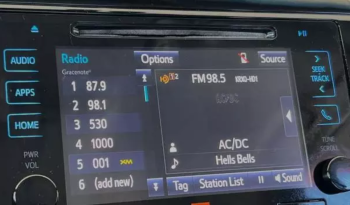 Radio
Options
Source
Gracenote
1 87.9
2 98.1
3 530
4 1000
5 001 XM
6 (add new)
FM 98.5
AC/DC
Hells Bells
Tag
Station List
Sound
AUDIO
APPS
HOME
PWR
VOL
SEEK
TRACK
TUNE
SCROLL